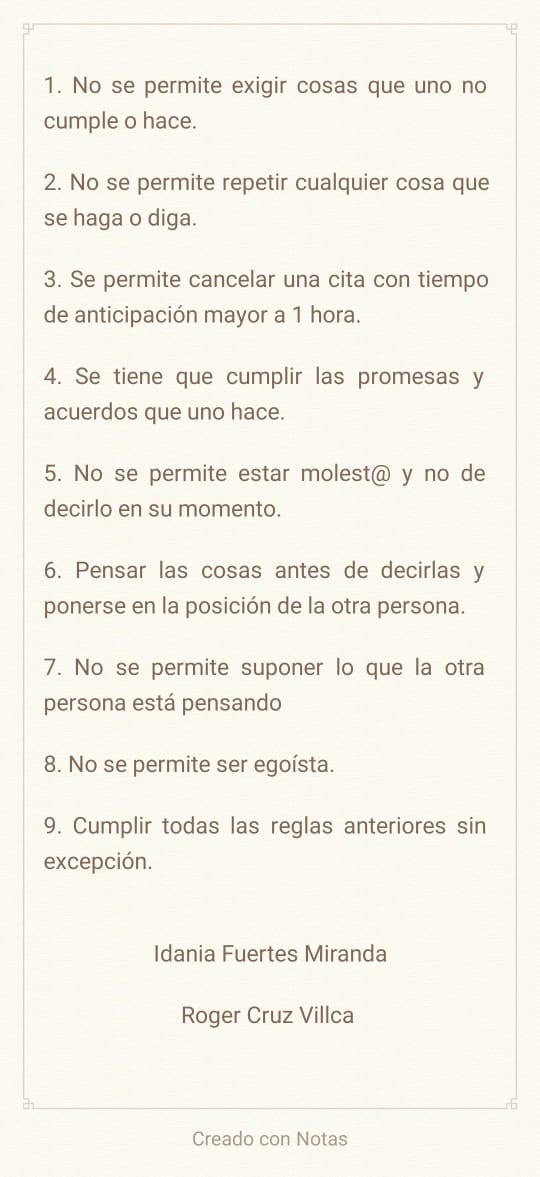 1. No se permite exigir cosas que uno no
cumple o hace.
2. No se permite repetir cualquier cosa que
se haga o diga.
3. Se permite cancelar una cita con tiempo
de anticipación mayor a 1 hora.
4. Se tiene que cumplir las promesas y
acuerdos que uno hace.
5. No se permite estar molest@ y no de
decirlo en su momento.
6. Pensar las cosas antes de decirlas y
ponerse en la posición de la otra persona.
7. No se permite suponer lo que la otra
persona está pensando
8. No se permite ser egoísta.
9. Cumplir todas las reglas anteriores sin
excepción.
Idania Fuertes Miranda
Roger Cruz Villca
Creado con Notas